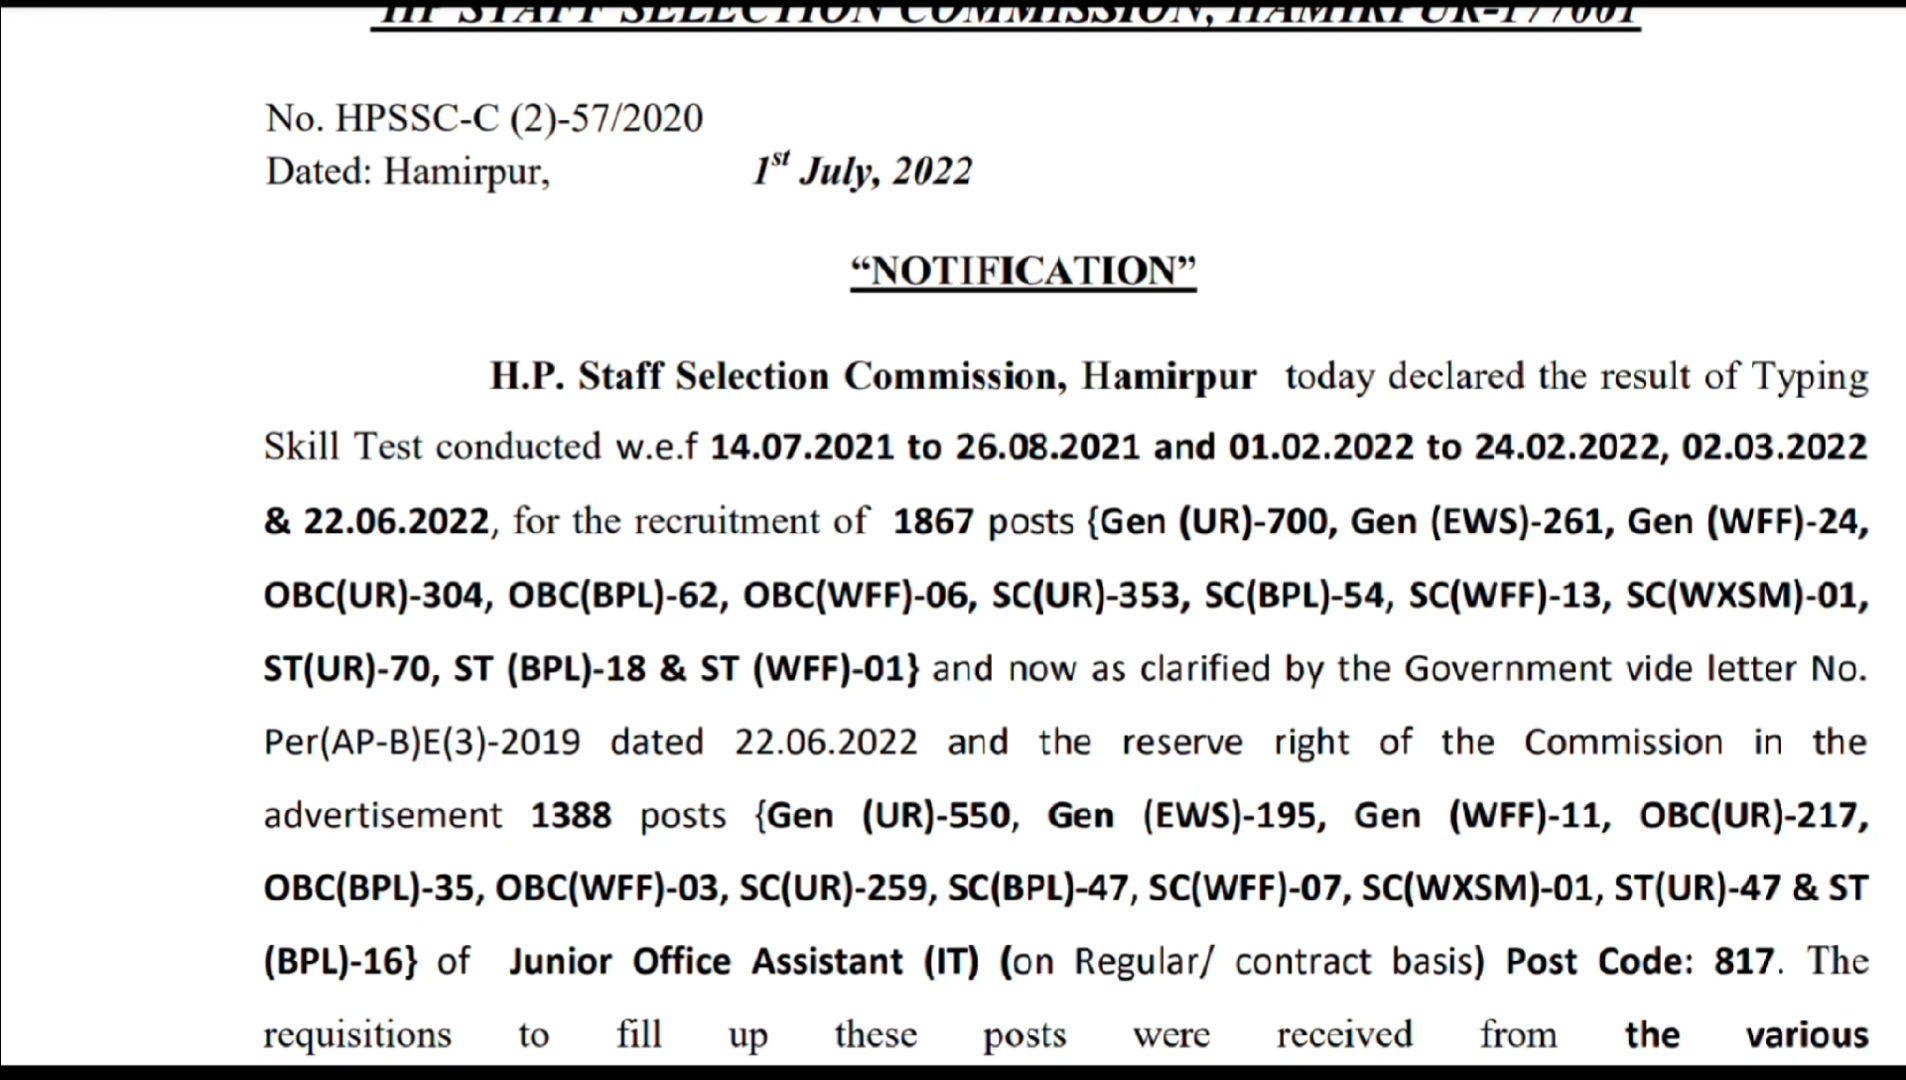 HP STAFF SELECTION COMMISSION, HAMIRPUR-177001
No. HPSSC-C (2)-57/2020
Dated: Hamirpur, 1st July, 2022
“NOTIFICATION”
H.P. Staff Selection Commission, Hamirpur today declared the result of Typing
Skill Test conducted w.e.f 14.07.2021 to 26.08.2021 and 01.02.2022 to 24.02.2022, 02.03.2022
& 22.06.2022, for the recruitment of 1867 posts {Gen (UR)-700, Gen (EWS)-261, Gen (WFF)-24,
OBC(UR)-304, OBC(BPL)-62, OBC(WFF)-06, SC(UR)-353, SC(BPL)-54, SC(WFF)-13, SC(WXSM)-01,
ST(UR)-70, ST (BPL)-18 & ST (WFF)-01} and now as clarified by the Government vide letter No.
Per(AP-B)E(3)-2019 dated 22.06.2022 and the reserve right of the Commission in the
advertisement 1388 posts {Gen (UR)-550, Gen (EWS)-195, Gen (WFF)-11, OBC(UR)-217,
OBC(BPL)-35, OBC(WFF)-03, SC(UR)-259, SC(BPL)-47, SC(WFF)-07, SC(WXSM)-01, ST(UR)-47 & ST
(BPL)-16} of Junior Office Assistant (IT) (on Regular/ contract basis) Post Code: 817. The
requisitions to fill up these posts were received from the various